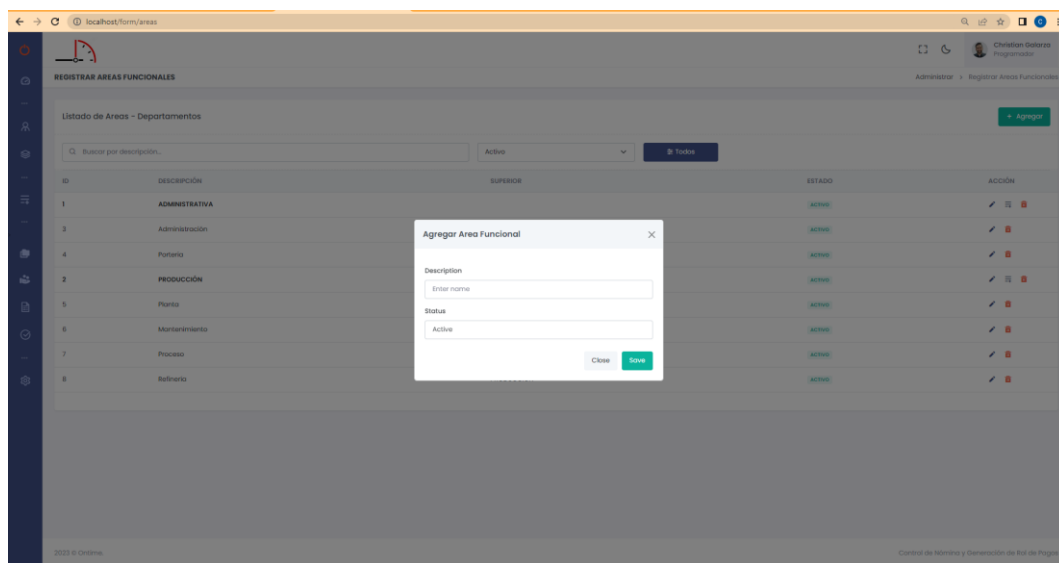 localhost/form/areas
Christian Galarza
Programador
REGISTRAR AREAS FUNCIONALES
Administrar > Registrar Areas Funcionales
Listado de Areas - Departamentos
+ Agregar
Buscar por descripción...
Activo
Todos
ID DESCRIPCIÓN SUPERIOR ESTADO ACCIÓN
1 ADMINISTRATIVA ACTIVO
3 Administración ACTIVO
4 Portería ACTIVO
2 PRODUCCIÓN ACTIVO
5 Planta ACTIVO
6 Mantenimiento ACTIVO
7 Proceso ACTIVO
8 Refinería ACTIVO
Agregar Area Funcional
Description
Enter name
Status
Active
Close Save
2023 © Ontime.
Control de Nómina y Generación de Rol de Pagos